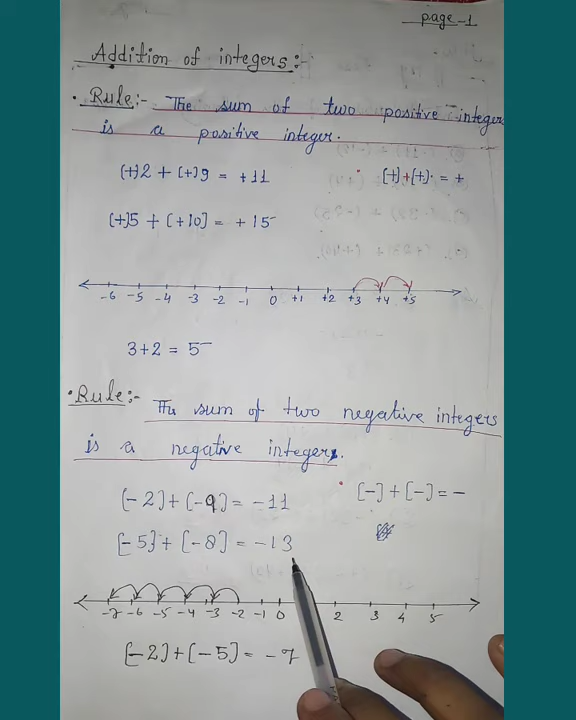 page-1
Addition of integers:-
• Rule:- The sum of two positive integer
is a positive integer.
(+)2 + (+)9 = +11
[+]+[+]• = +
(+)5 + [+10] = +15
-6 -5 -4 -3 -2 -1 0 +1 +2 +3 +4 +5
3+2 = 5
• Rule:- The sum of two negative integers
is a negative integers.
[-2]+[-9]= -11
• [-]+[-]= -
[-5]+[-8] = -13
-7 -6 -5 -4 -3 -2 -1 0 2 3 4 5
[-2]+[-5]= -7